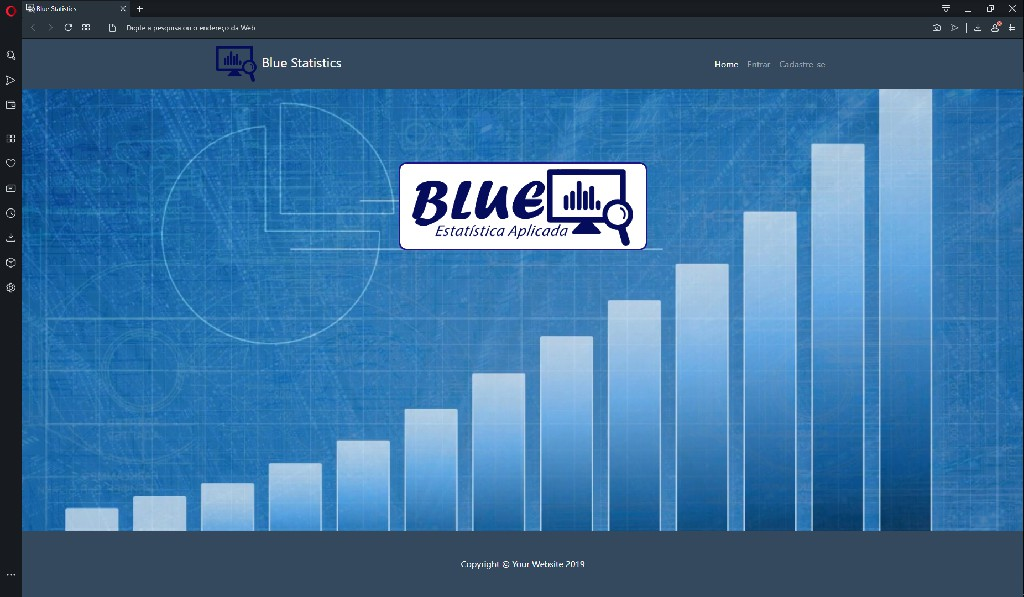 Blue Statistics
Digite a pesquisa ou o endereço da Web
Blue Statistics
Home Entrar Cadastre-se
BLUE
Estatística Aplicada
Copyright © Your Website 2019